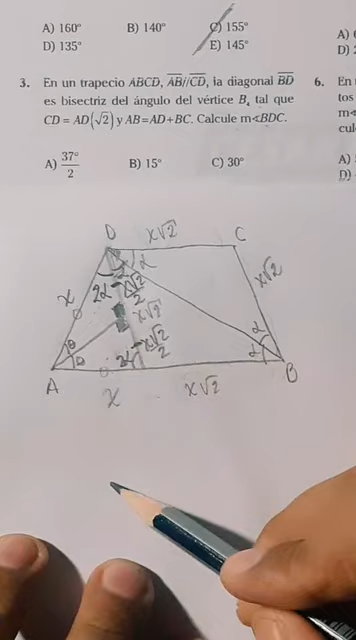 A) 160°
B) 140°
C) 155°
D) 135°
E) 145°
A)
D)
3. En un trapecio ABCD, AB//CD, la diagonal BD
es bisectriz del ángulo del vértice B, tal que
CD = AD(√2) y AB=AD+BC. Calcule m∢BDC.
A) 37°/2
B) 15°
C) 30°
6. En
tos
m∢
cul
A)
D)
D
x√2
C
α
2α
x√2/2
x√2
x√2
x
x√2/2
θ
θ
2α
α
α
A
x
x√2
B